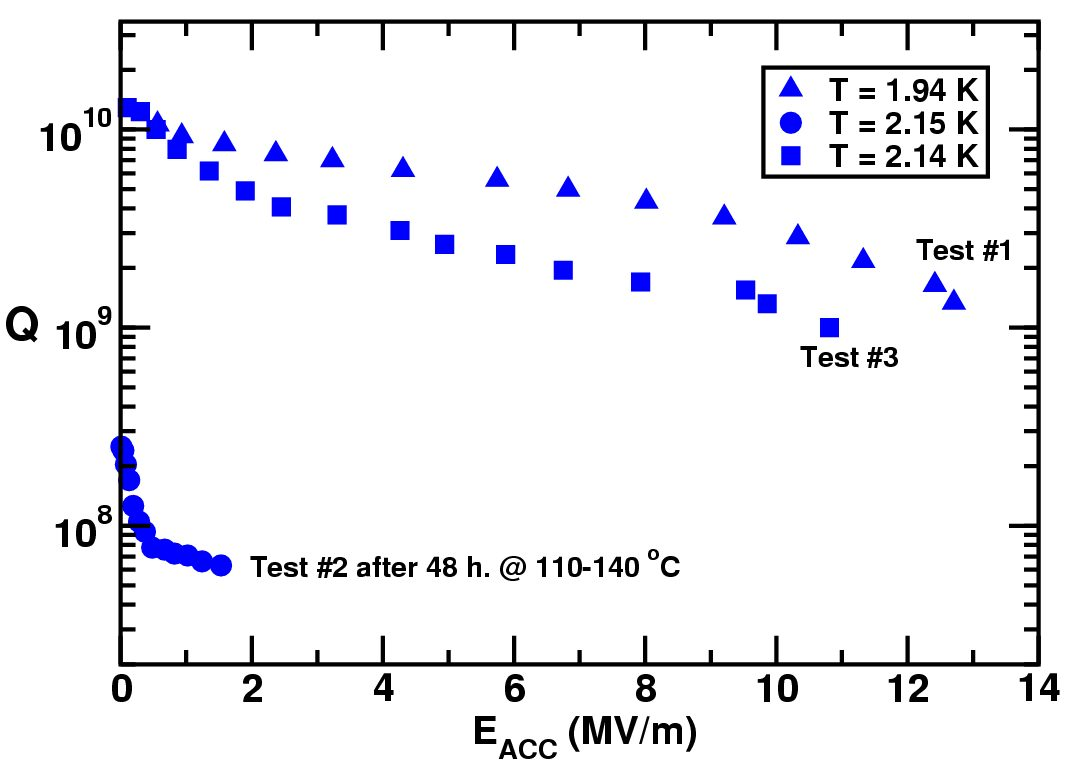 T = 1.94 K
T = 2.15 K
T = 2.14 K
10^10
Test #1
Q
10^9
Test #3
10^8
Test #2 after 48 h. @ 110-140 °C
0 2 4 6 8 10 12 14
E_ACC (MV/m)